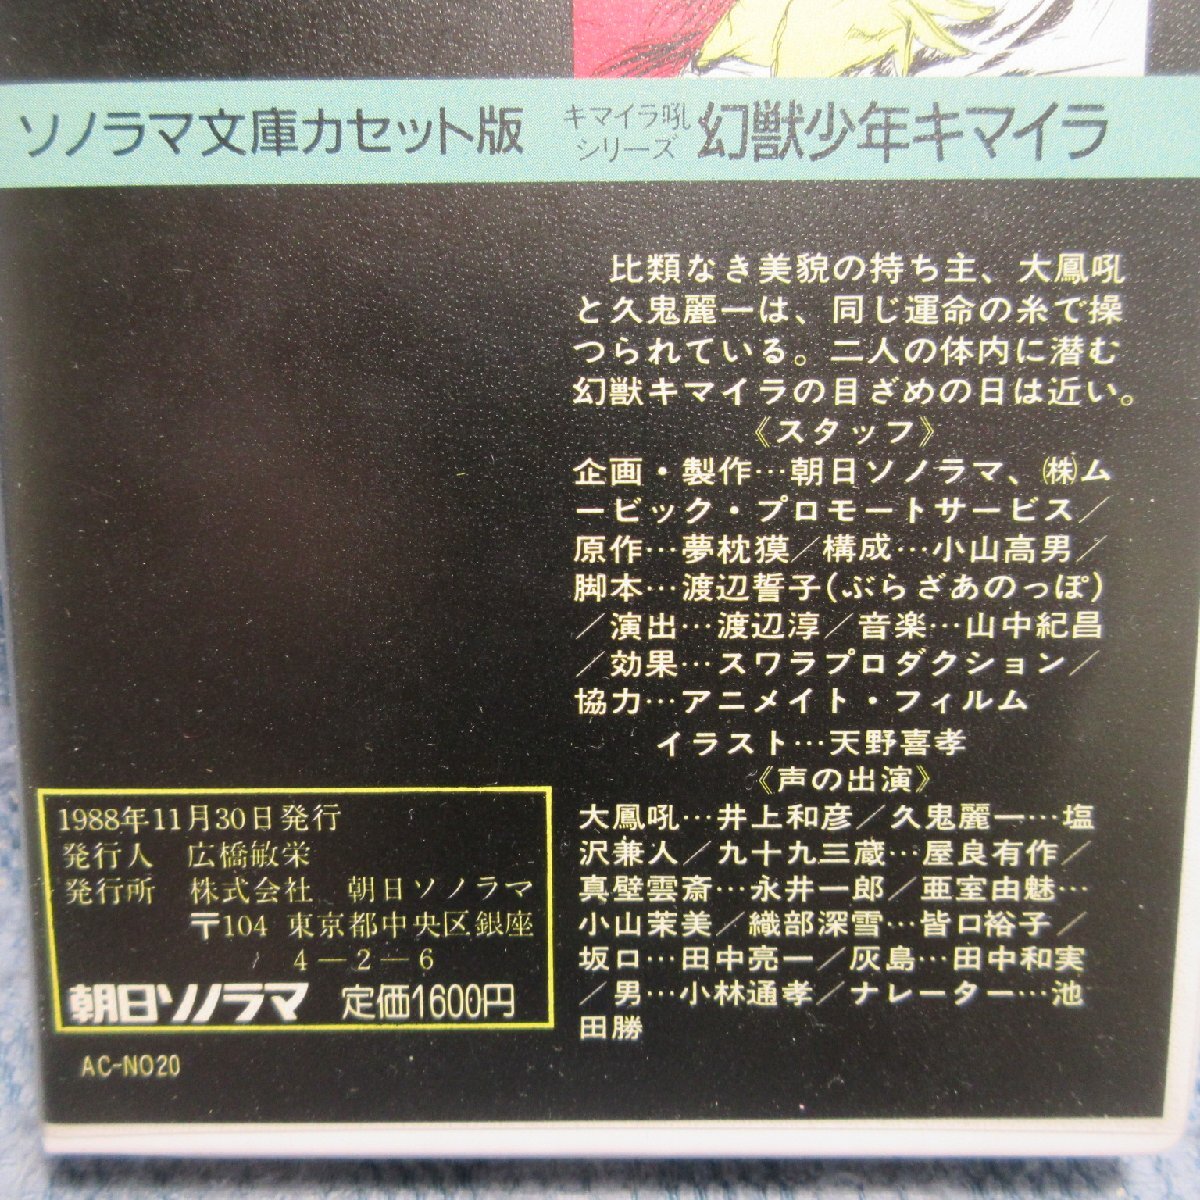 ソノラマ文庫カセット版 キマイラ吼シリーズ 幻獣少年キマイラ
比類なき美貌の持ち主、大鳳吼
と久鬼麗一は、同じ運命の糸で操
つられている。二人の体内に潜む
幻獣キマイラの目ざめの日は近い。
《スタッフ》
企画・製作…朝日ソノラマ、㈱ム
ービック・プロモートサービス／
原作…夢枕獏／構成…小山高男／
脚本…渡辺誓子(ぶらざあのっぽ)
／演出…渡辺淳／音楽…山中紀昌
／効果…スワラプロダクション／
協力…アニメイト・フィルム
イラスト…天野喜孝
《声の出演》
大鳳吼…井上和彦／久鬼麗一…塩
沢兼人／九十九三蔵…屋良有作／
真壁雲斎…永井一郎／亜室由魅…
小山茉美／織部深雪…皆口裕子／
坂口…田中亮一／灰島…田中和実
／男…小林通孝／ナレーター…池
田勝
1988年11月30日発行
発行人 広橋敏栄
発行所 株式会社 朝日ソノラマ
〒104 東京都中央区銀座
4－2－6
朝日ソノラマ 定価1600円
AC-NO20